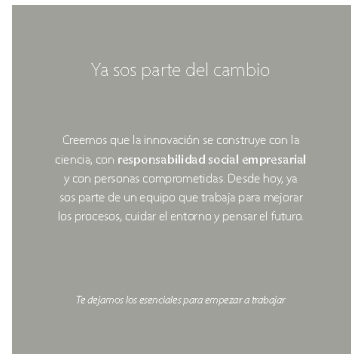 Ya sos parte del cambio
Creemos que la innovación se construye con la
ciencia, con responsabilidad social empresarial
y con personas comprometidas. Desde hoy, ya
sos parte de un equipo que trabaja para mejorar
los procesos, cuidar el entorno y pensar el futuro.
Te dejamos los esenciales para empezar a trabajar